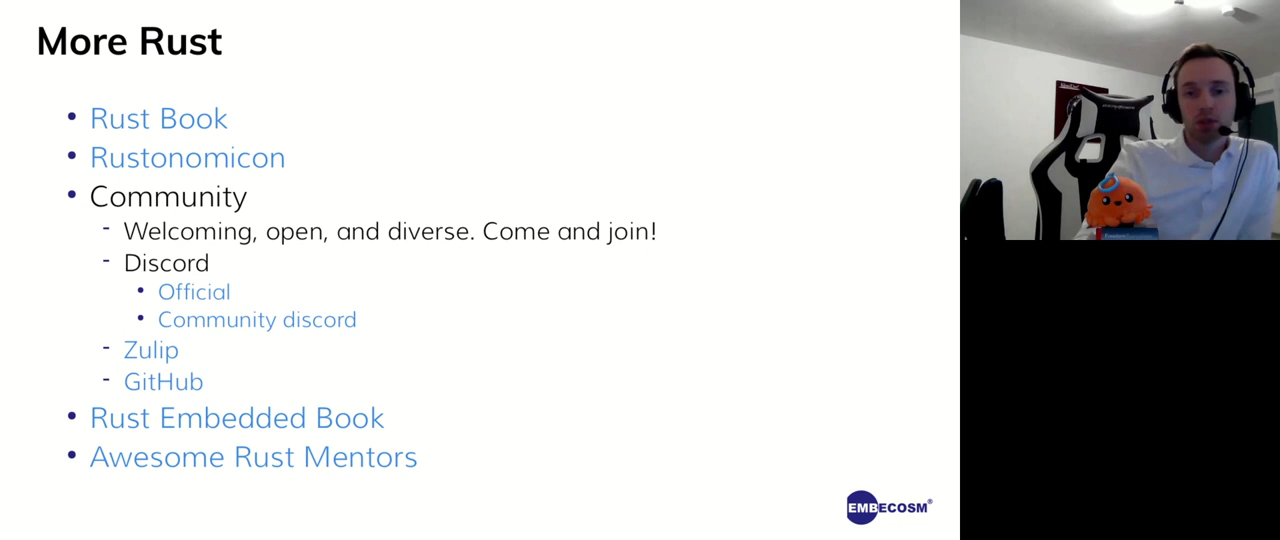 More Rust
Rust Book
Rustonomicon
Community
Welcoming, open, and diverse. Come and join!
Discord
Official
Community discord
Zulip
GitHub
Rust Embedded Book
Awesome Rust Mentors
EMBECOSM®